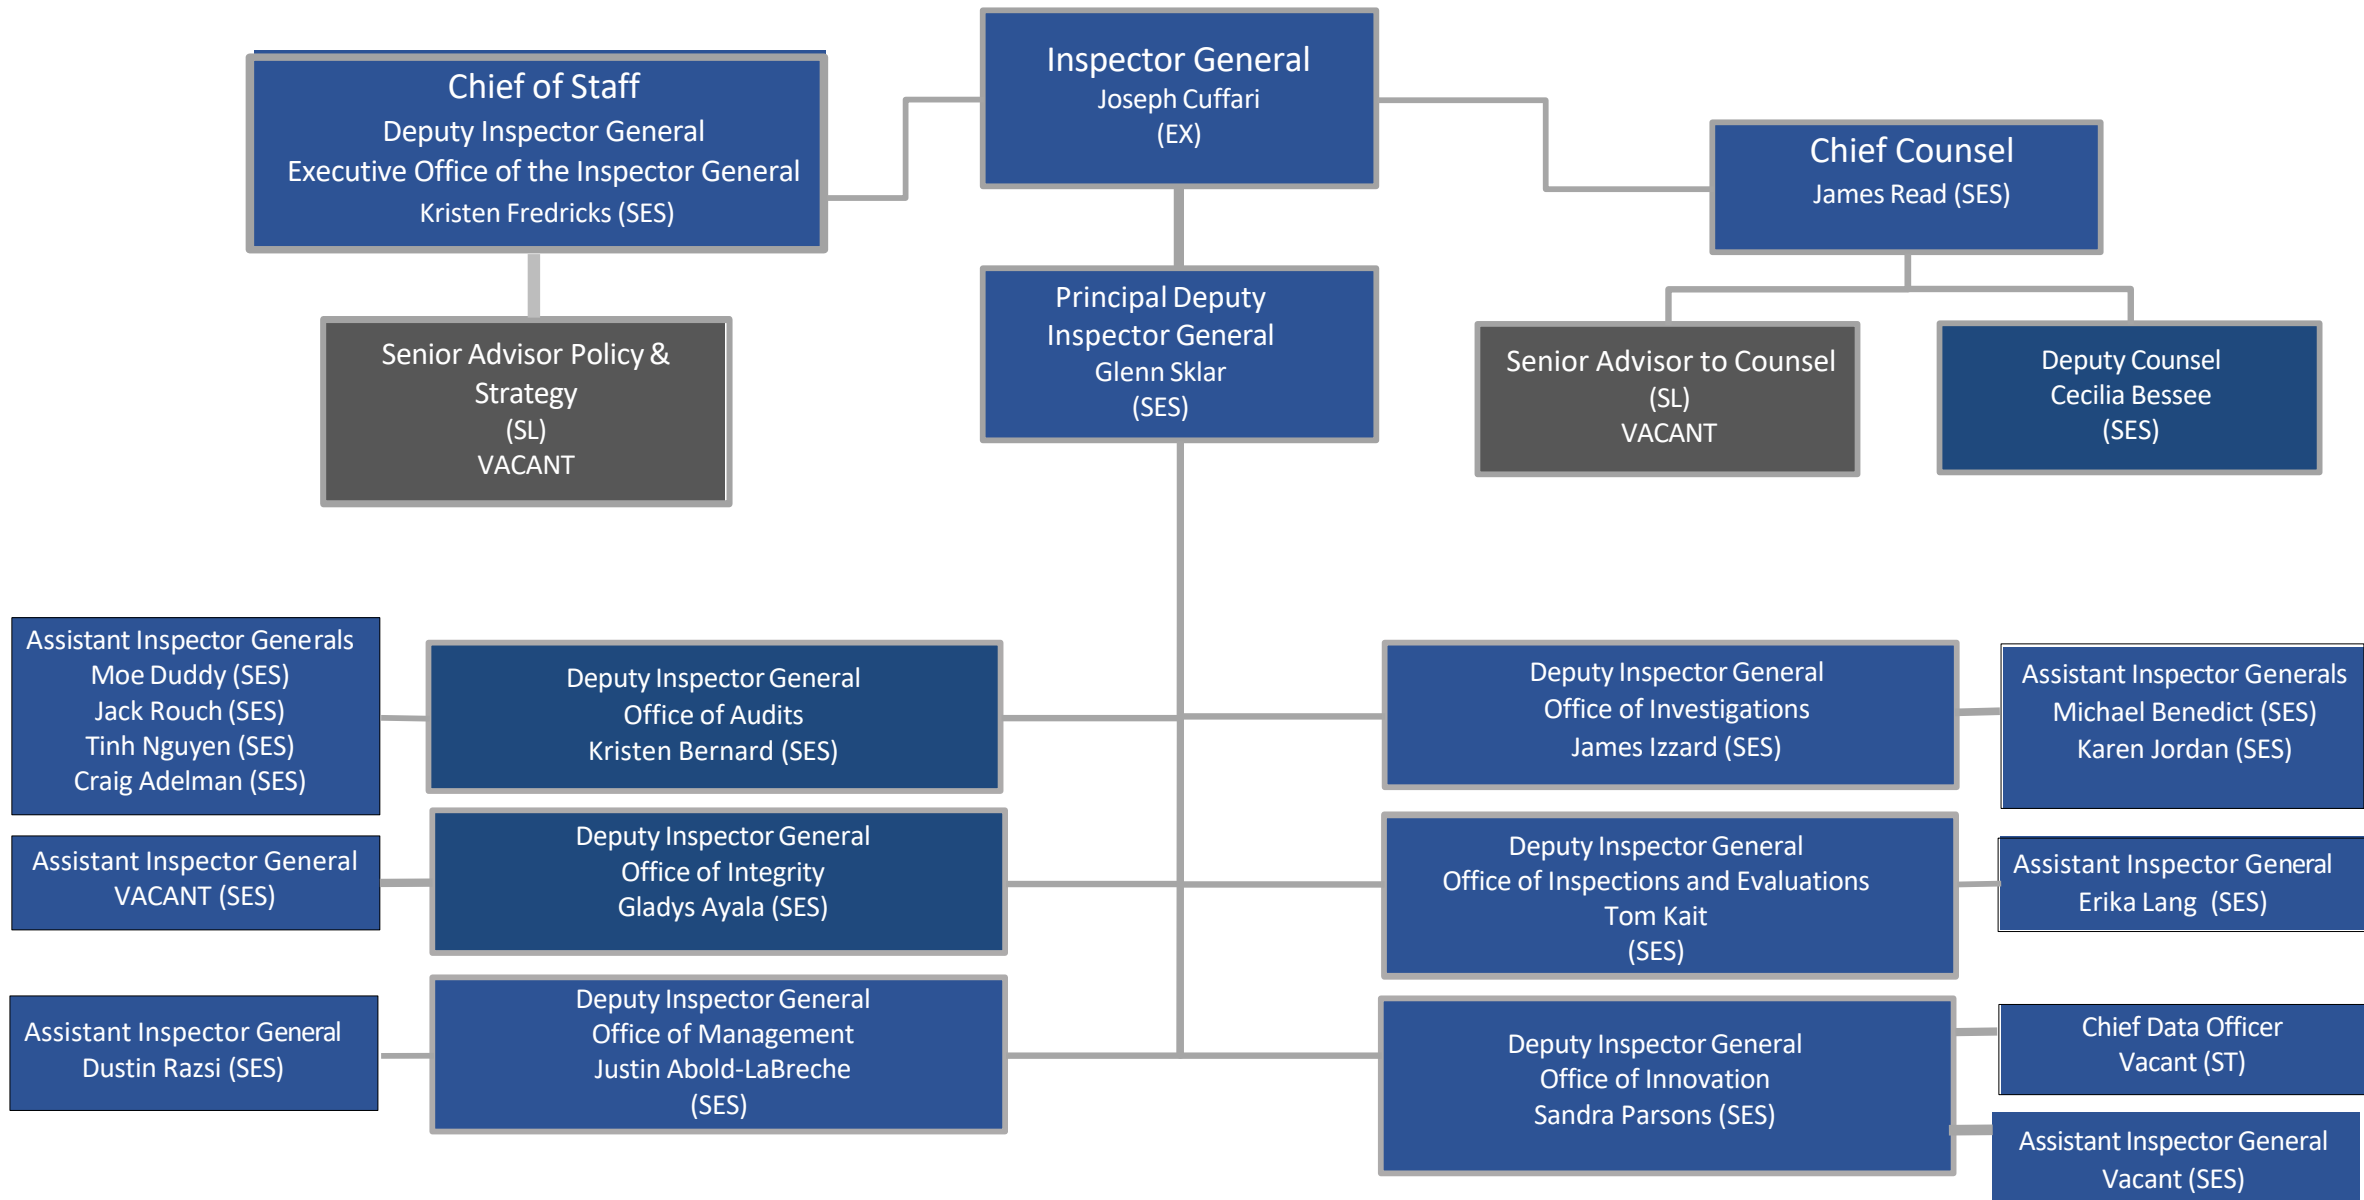 Inspector General
Joseph Cuffari
(EX)
Chief of Staff
Deputy Inspector General
Executive Office of the Inspector General
Kristen Fredricks (SES)
Chief Counsel
James Read (SES)
Principal Deputy
Inspector General
Glenn Sklar
(SES)
Senior Advisor Policy &
Strategy
(SL)
VACANT
Senior Advisor to Counsel
(SL)
VACANT
Deputy Counsel
Cecilia Bessee
(SES)
Assistant Inspector Generals
Moe Duddy (SES)
Jack Rouch (SES)
Tinh Nguyen (SES)
Craig Adelman (SES)
Deputy Inspector General
Office of Audits
Kristen Bernard (SES)
Deputy Inspector General
Office of Investigations
James Izzard (SES)
Assistant Inspector Generals
Michael Benedict (SES)
Karen Jordan (SES)
Assistant Inspector General
VACANT (SES)
Deputy Inspector General
Office of Integrity
Gladys Ayala (SES)
Deputy Inspector General
Office of Inspections and Evaluations
Tom Kait
(SES)
Assistant Inspector General
Erika Lang (SES)
Assistant Inspector General
Dustin Razsi (SES)
Deputy Inspector General
Office of Management
Justin Abold-LaBreche
(SES)
Deputy Inspector General
Office of Innovation
Sandra Parsons (SES)
Chief Data Officer
Vacant (ST)
Assistant Inspector General
Vacant (SES)